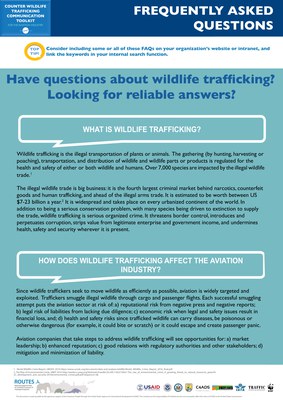 COUNTER WILDLIFE
TRAFFICKING
COMMUNICATION
TOOLKIT
FREQUENTLY ASKED
QUESTIONS
TOP
TIP!
Consider including some or all of these FAQs on your organization's website or intranet, and
link the keywords in your internal search function.
Have questions about wildlife trafficking?
Looking for reliable answers?
WHAT IS WILDLIFE TRAFFICKING?
Wildlife trafficking is the illegal transportation of plants or animals. The gathering (by hunting, harvesting or
poaching), transportation, and distribution of wildlife and wildlife parts or products is regulated for the
health and safety of either or both wildlife and humans. Over 7,000 species are impacted by the illegal wildlife
trade.¹
The illegal wildlife trade is big business: it is the fourth largest criminal market behind narcotics, counterfeit
goods and human trafficking, and ahead of the illegal arms trade. It is estimated to be worth between US
$7-23 billion a year.² It is widespread and takes place on every urbanized continent of the world. In
addition to being a serious conservation problem, with many species being driven to extinction to supply
the trade, wildlife trafficking is serious organized crime. It threatens border control, introduces and
perpetuates corruption, strips value from legitimate enterprise and government income, and undermines
health, safety and security wherever it is present.
HOW DOES WILDLIFE TRAFFICKING AFFECT THE AVIATION
INDUSTRY?
Since wildlife traffickers seek to move wildlife as efficiently as possible, aviation is widely targeted and
exploited. Traffickers smuggle illegal wildlife through cargo and passenger flights. Each successful smuggling
attempt puts the aviation sector at risk of: a) reputational risk from negative press and negative reports;
b) legal risk of liabilities from lacking due diligence; c) economic risk when legal and safety issues result in
financial loss, and; d) health and safety risks since trafficked wildlife can carry diseases, be poisonous or
otherwise dangerous (for example, it could bite or scratch) or it could escape and create passenger panic.
Aviation companies that take steps to address wildlife trafficking will see opportunities for: a) market
leadership; b) enhanced reputation; c) good relations with regulatory authorities and other stakeholders; d)
mitigation and minimization of liability.
ROUTES
USAID
C4ADS
IATA
TRAFFIC
WWF